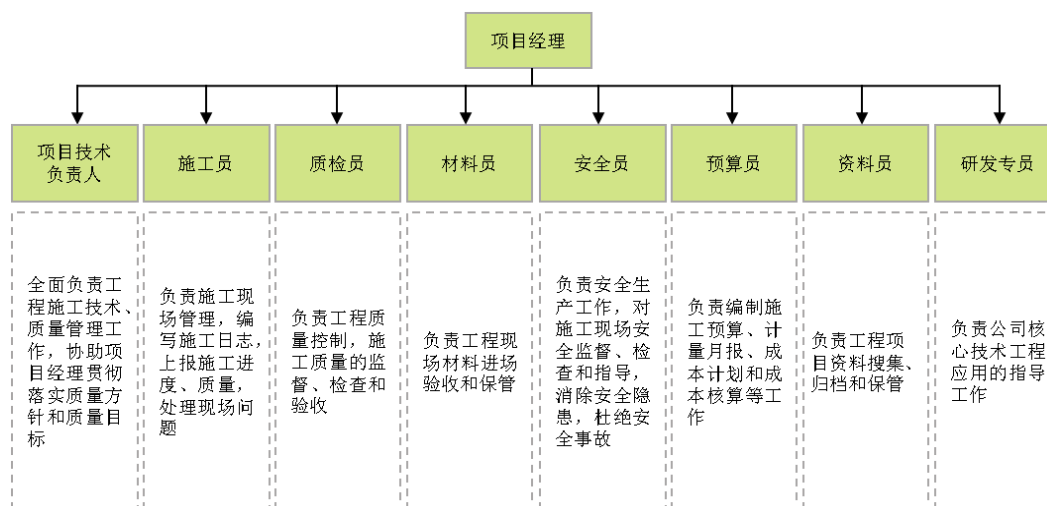 项目经理
项目技术
负责人
施工员
质检员
材料员
安全员
预算员
资料员
研发专员
全面负责工
程施工技术、
质量管理工
作，协助项
目经理贯彻
落实质量方
针和质量目
标
负责施工现
场管理，编
写施工日志，
上报施工进
度、质量，
处理现场问
题
负责工程质
量控制，施
工质量的监
督、检查和
验收
负责工程现
场材料进场
验收和保管
负责安全生
产工作，对
施工现场安
全监督、检
查和指导，
消除安全隐
患，杜绝安
全事故
负责编制施
工预算、计
量月报、成
本计划和成
本核算等工
作
负责工程项
目资料搜集、
归档和保管
负责公司核
心技术工程
应用的指导
工作